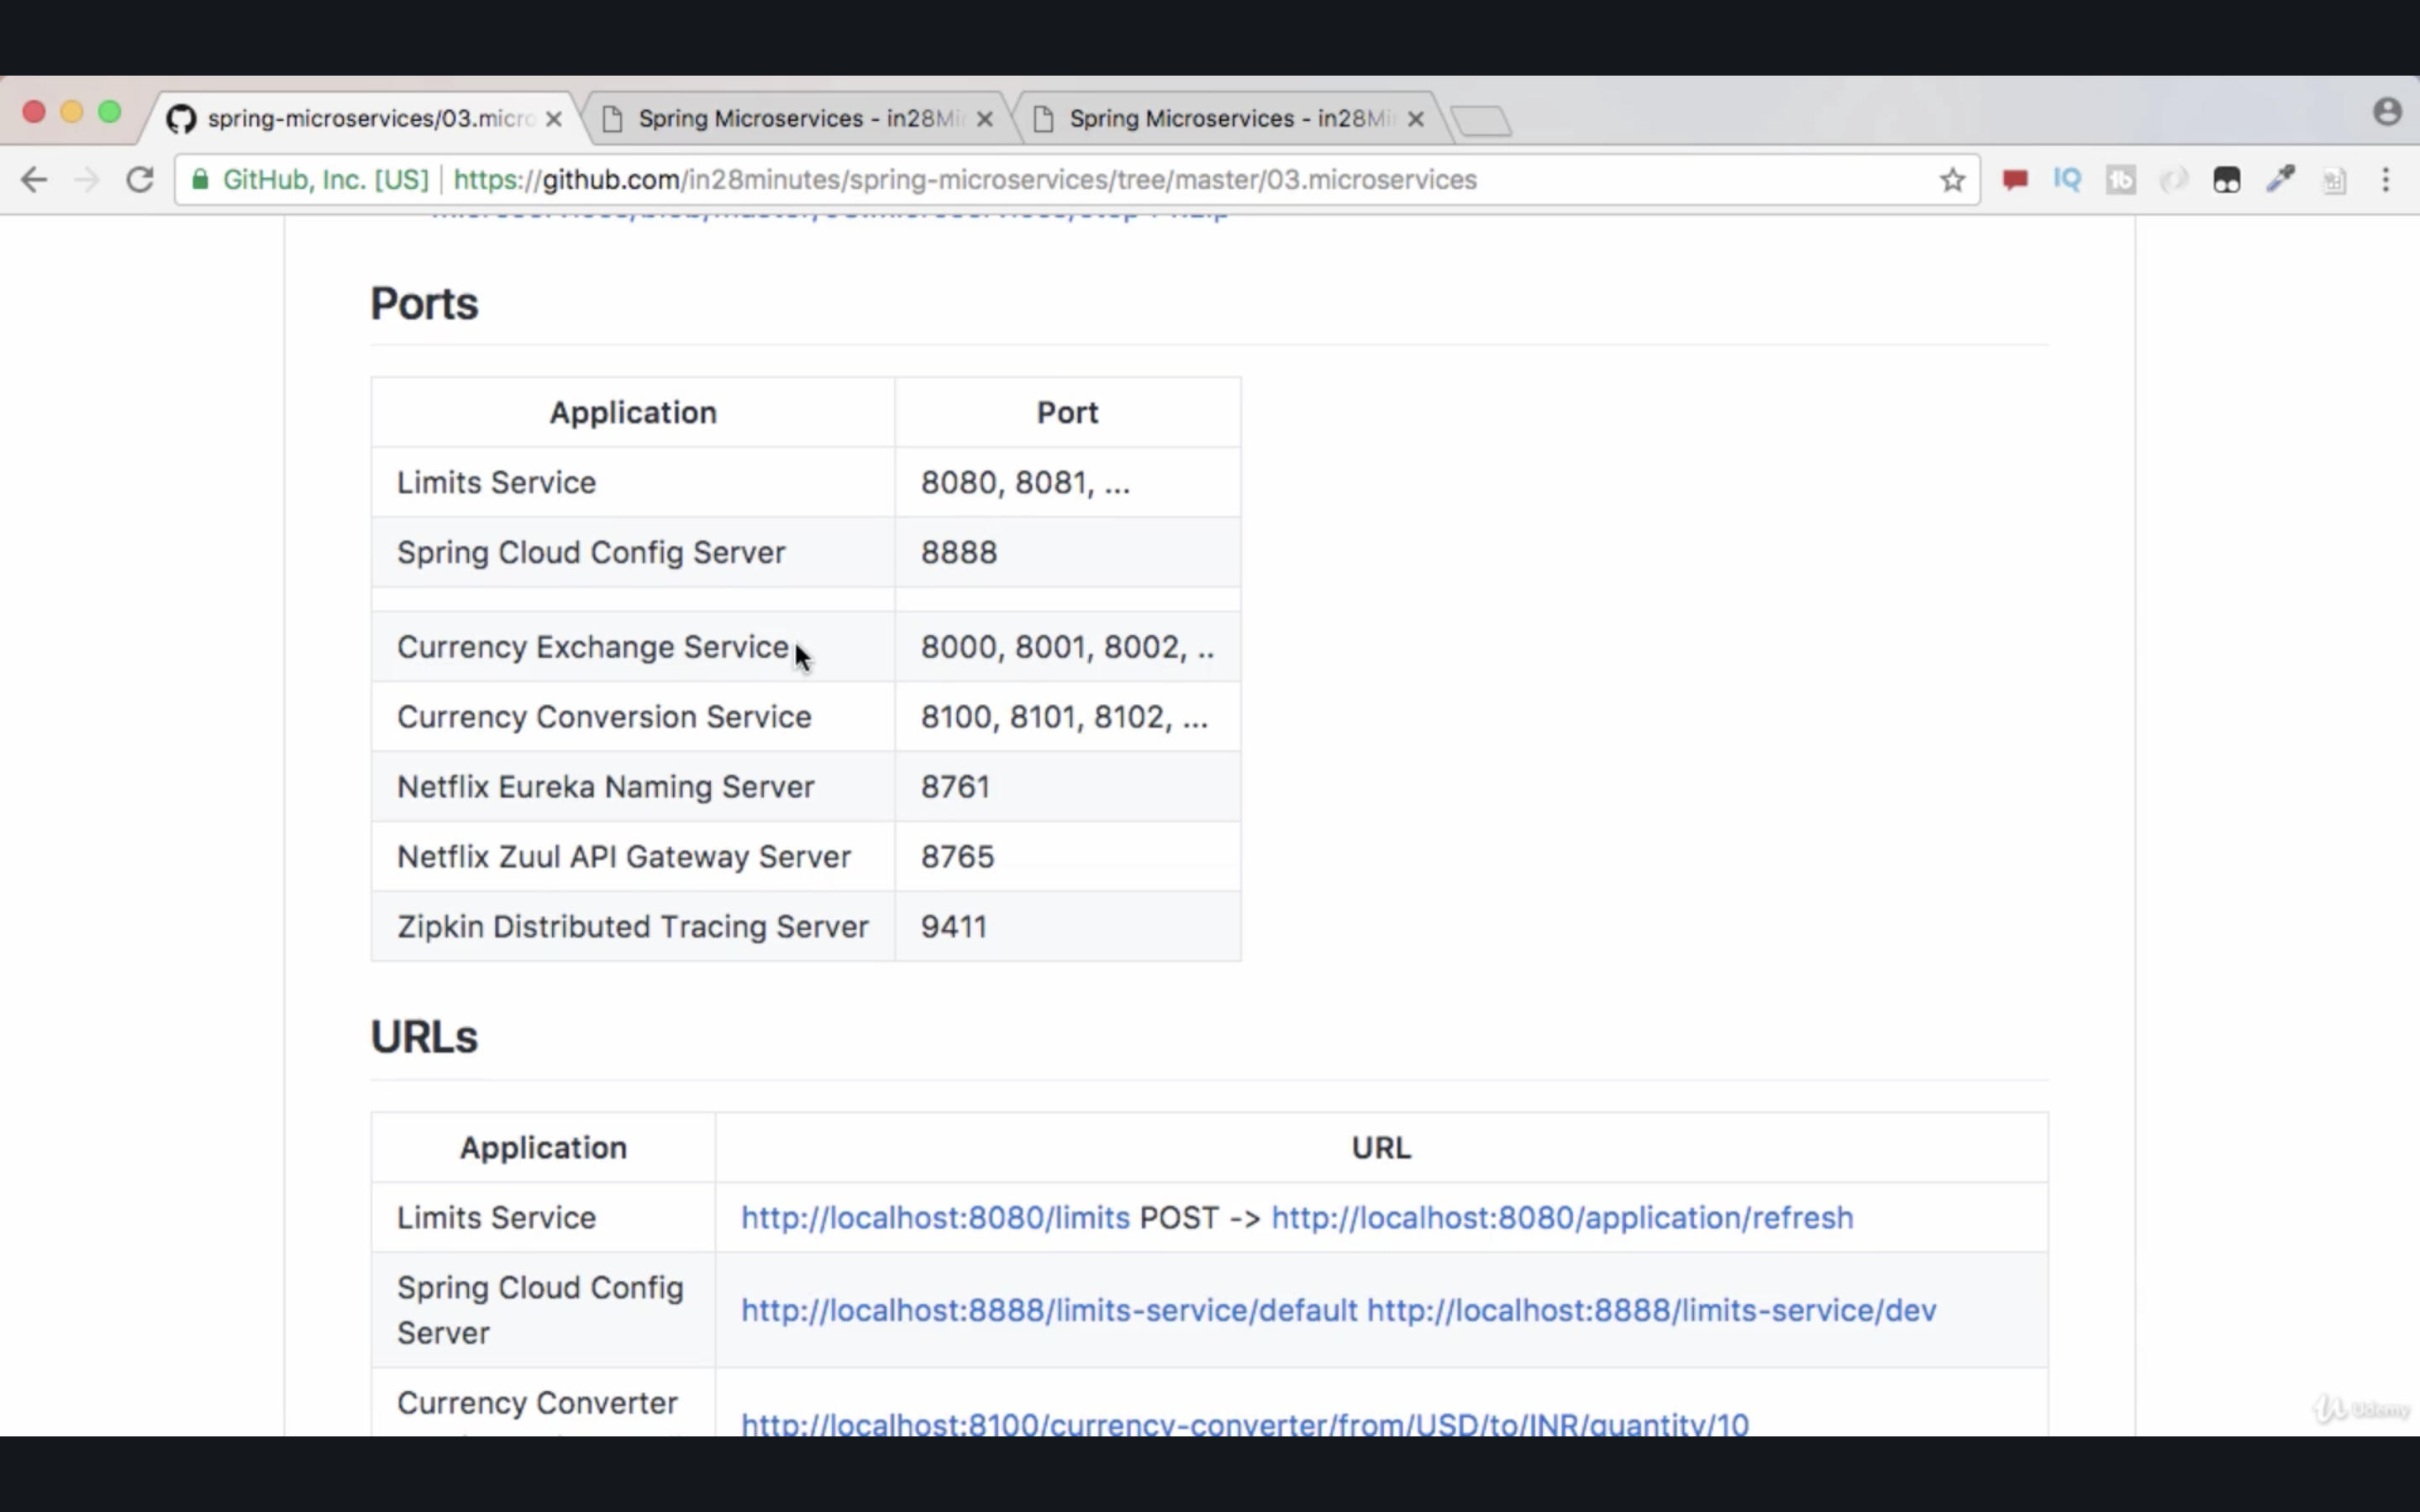 spring-microservices/03.micro
Spring Microservices - in28Mi
Spring Microservices - in28Mi
GitHub, Inc. [US] | https://github.com/in28minutes/spring-microservices/tree/master/03.microservices
IQ
Ports
Application Port
Limits Service 8080, 8081, ...
Spring Cloud Config Server 8888
Currency Exchange Service 8000, 8001, 8002, ..
Currency Conversion Service 8100, 8101, 8102, ...
Netflix Eureka Naming Server 8761
Netflix Zuul API Gateway Server 8765
Zipkin Distributed Tracing Server 9411
URLs
Application URL
Limits Service http://localhost:8080/limits POST -> http://localhost:8080/application/refresh
Spring Cloud Config
Server
http://localhost:8888/limits-service/default http://localhost:8888/limits-service/dev
Currency Converter
http://localhost:8100/currency-converter/from/USD/to/INR/quantity/10
Udemy